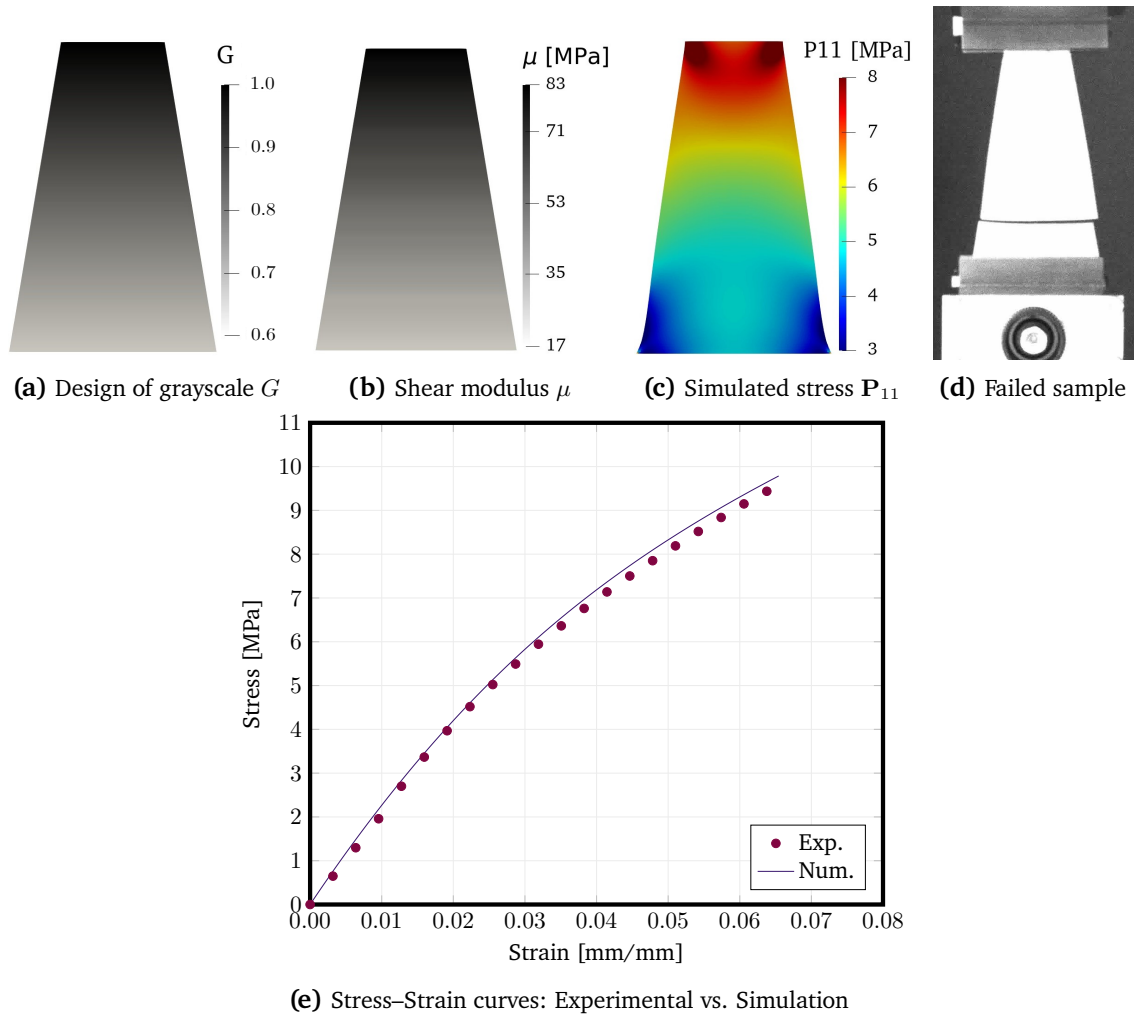 G
1.0
0.9
0.8
0.7
0.6
μ [MPa]
83
71
53
35
17
P11 [MPa]
8
7
6
5
4
3
(a) Design of grayscale G
(b) Shear modulus μ
(c) Simulated stress P₁₁
(d) Failed sample
11
10
9
8
7
6
5
4
3
2
1
0
Stress [MPa]
Exp.
Num.
0.00 0.01 0.02 0.03 0.04 0.05 0.06 0.07 0.08
Strain [mm/mm]
(e) Stress–Strain curves: Experimental vs. Simulation